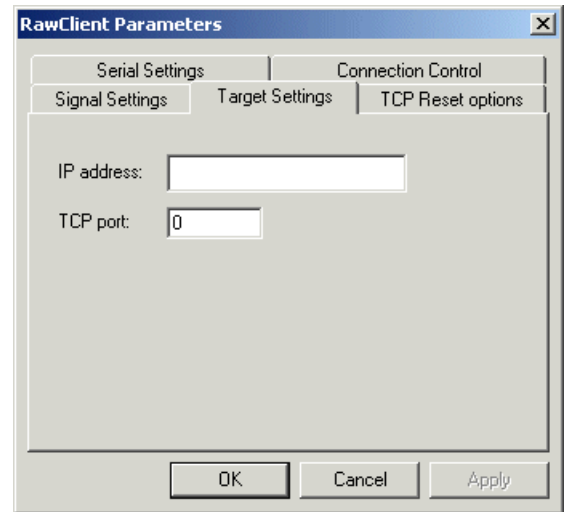 RawClient Parameters
Serial Settings Connection Control
Signal Settings Target Settings TCP Reset options
IP address:
TCP port: 0
OK Cancel Apply